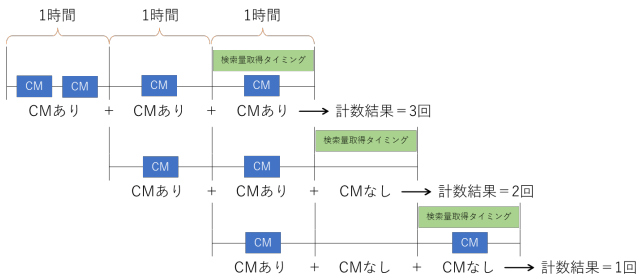 1時間 1時間 1時間
検索量取得タイミング
CM CM CM CM
CMあり + CMあり + CMあり → 計数結果=3回
検索量取得タイミング
CM CM
CMあり + CMあり + CMなし → 計数結果=2回
検索量取得タイミング
CM CM
CMあり + CMなし + CMなし → 計数結果=1回